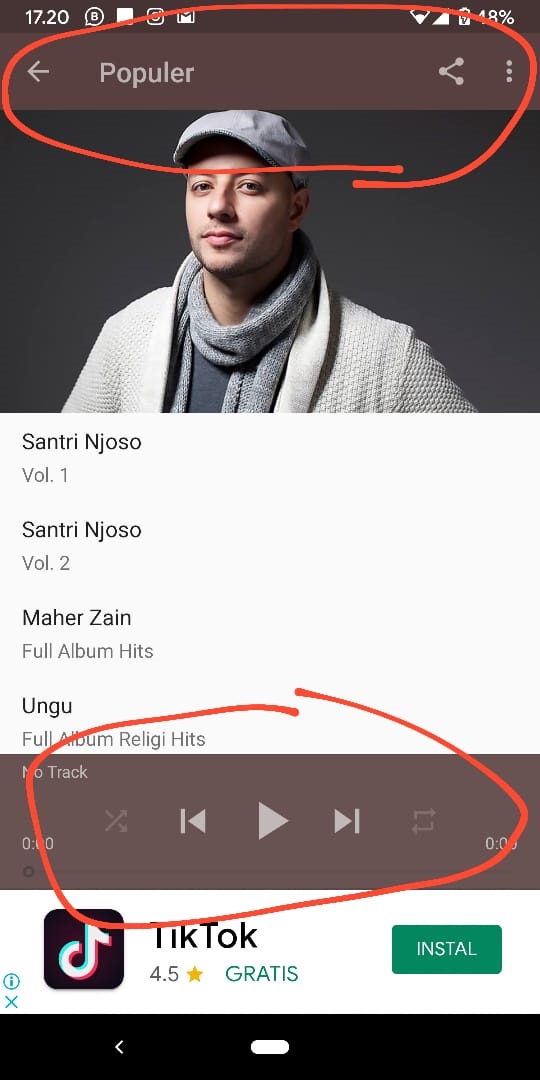 17.20 48%
Populer
Santri Njoso
Vol. 1
Santri Njoso
Vol. 2
Maher Zain
Full Album Hits
Ungu
Full Album Religi Hits
No Track
0:00 0:00
TikTok
4.5 GRATIS
INSTAL